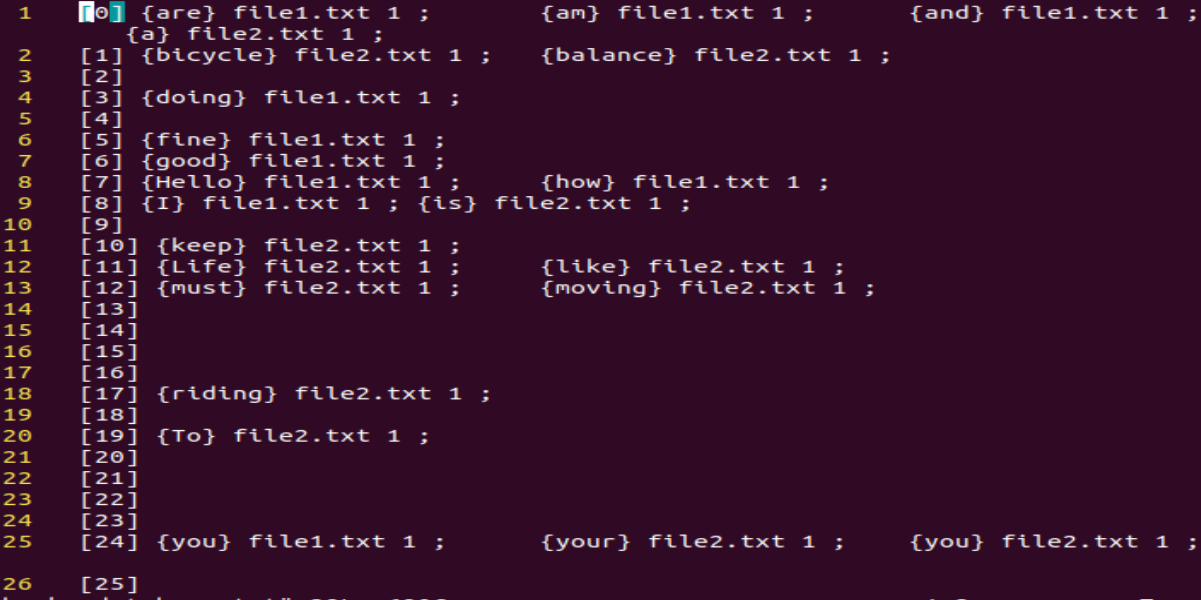 1 [0] {are} file1.txt 1 ; {am} file1.txt 1 ; {and} file1.txt 1 ;
{a} file2.txt 1 ;
2 [1] {bicycle} file2.txt 1 ; {balance} file2.txt 1 ;
3 [2]
4 [3] {doing} file1.txt 1 ;
5 [4]
6 [5] {fine} file1.txt 1 ;
7 [6] {good} file1.txt 1 ;
8 [7] {Hello} file1.txt 1 ; {how} file1.txt 1 ;
9 [8] {I} file1.txt 1 ; {is} file2.txt 1 ;
10 [9]
11 [10] {keep} file2.txt 1 ;
12 [11] {Life} file2.txt 1 ; {like} file2.txt 1 ;
13 [12] {must} file2.txt 1 ; {moving} file2.txt 1 ;
14 [13]
15 [14]
16 [15]
17 [16]
18 [17] {riding} file2.txt 1 ;
19 [18]
20 [19] {To} file2.txt 1 ;
21 [20]
22 [21]
23 [22]
24 [23]
25 [24] {you} file1.txt 1 ; {your} file2.txt 1 ; {you} file2.txt 1 ;
26 [25]